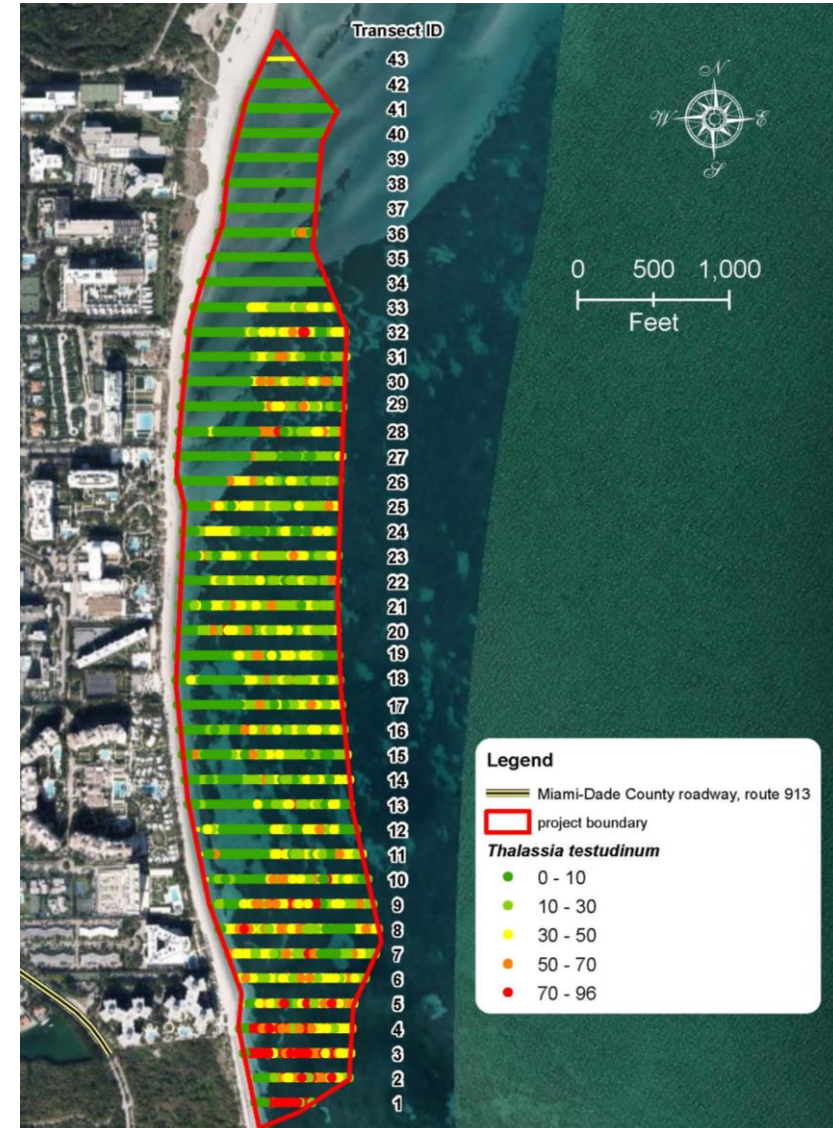 Transect ID
43
42
41
40
39
38
37
36
35
34
33
32
31
30
29
28
27
26
25
24
23
22
21
20
19
18
17
16
15
14
13
12
11
10
9
8
7
6
5
4
3
2
1
N
W E
S
0 500 1,000
Feet
Legend
Miami-Dade County roadway, route 913
project boundary
Thalassia testudinum
0 - 10
10 - 30
30 - 50
50 - 70
70 - 96